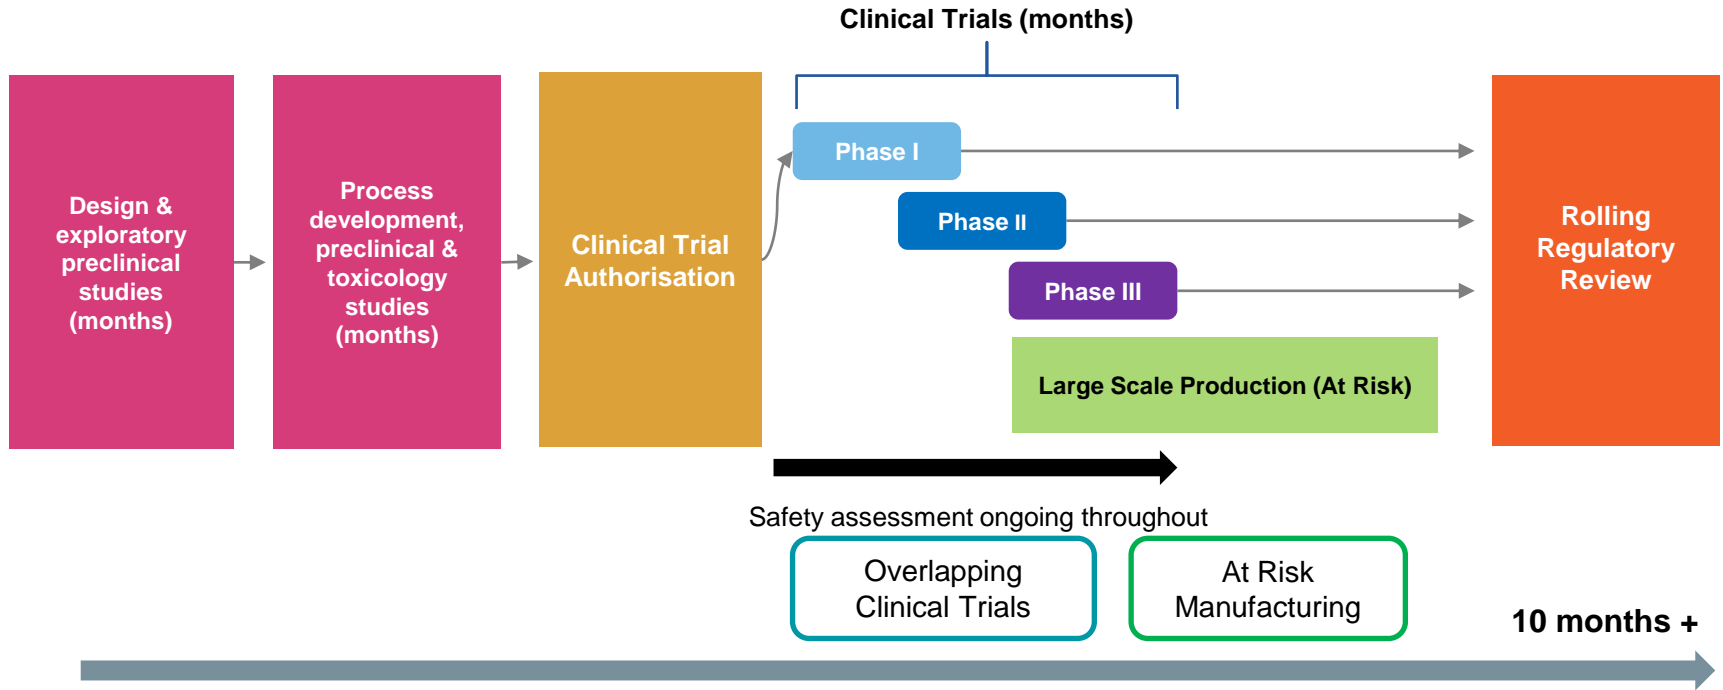 Clinical Trials (months)
Design &
exploratory
preclinical
studies
(months)
Process
development,
preclinical &
toxicology
studies
(months)
Clinical Trial
Authorisation
Phase I
Phase II
Phase III
Large Scale Production (At Risk)
Rolling
Regulatory
Review
Safety assessment ongoing throughout
Overlapping
Clinical Trials
At Risk
Manufacturing
10 months +